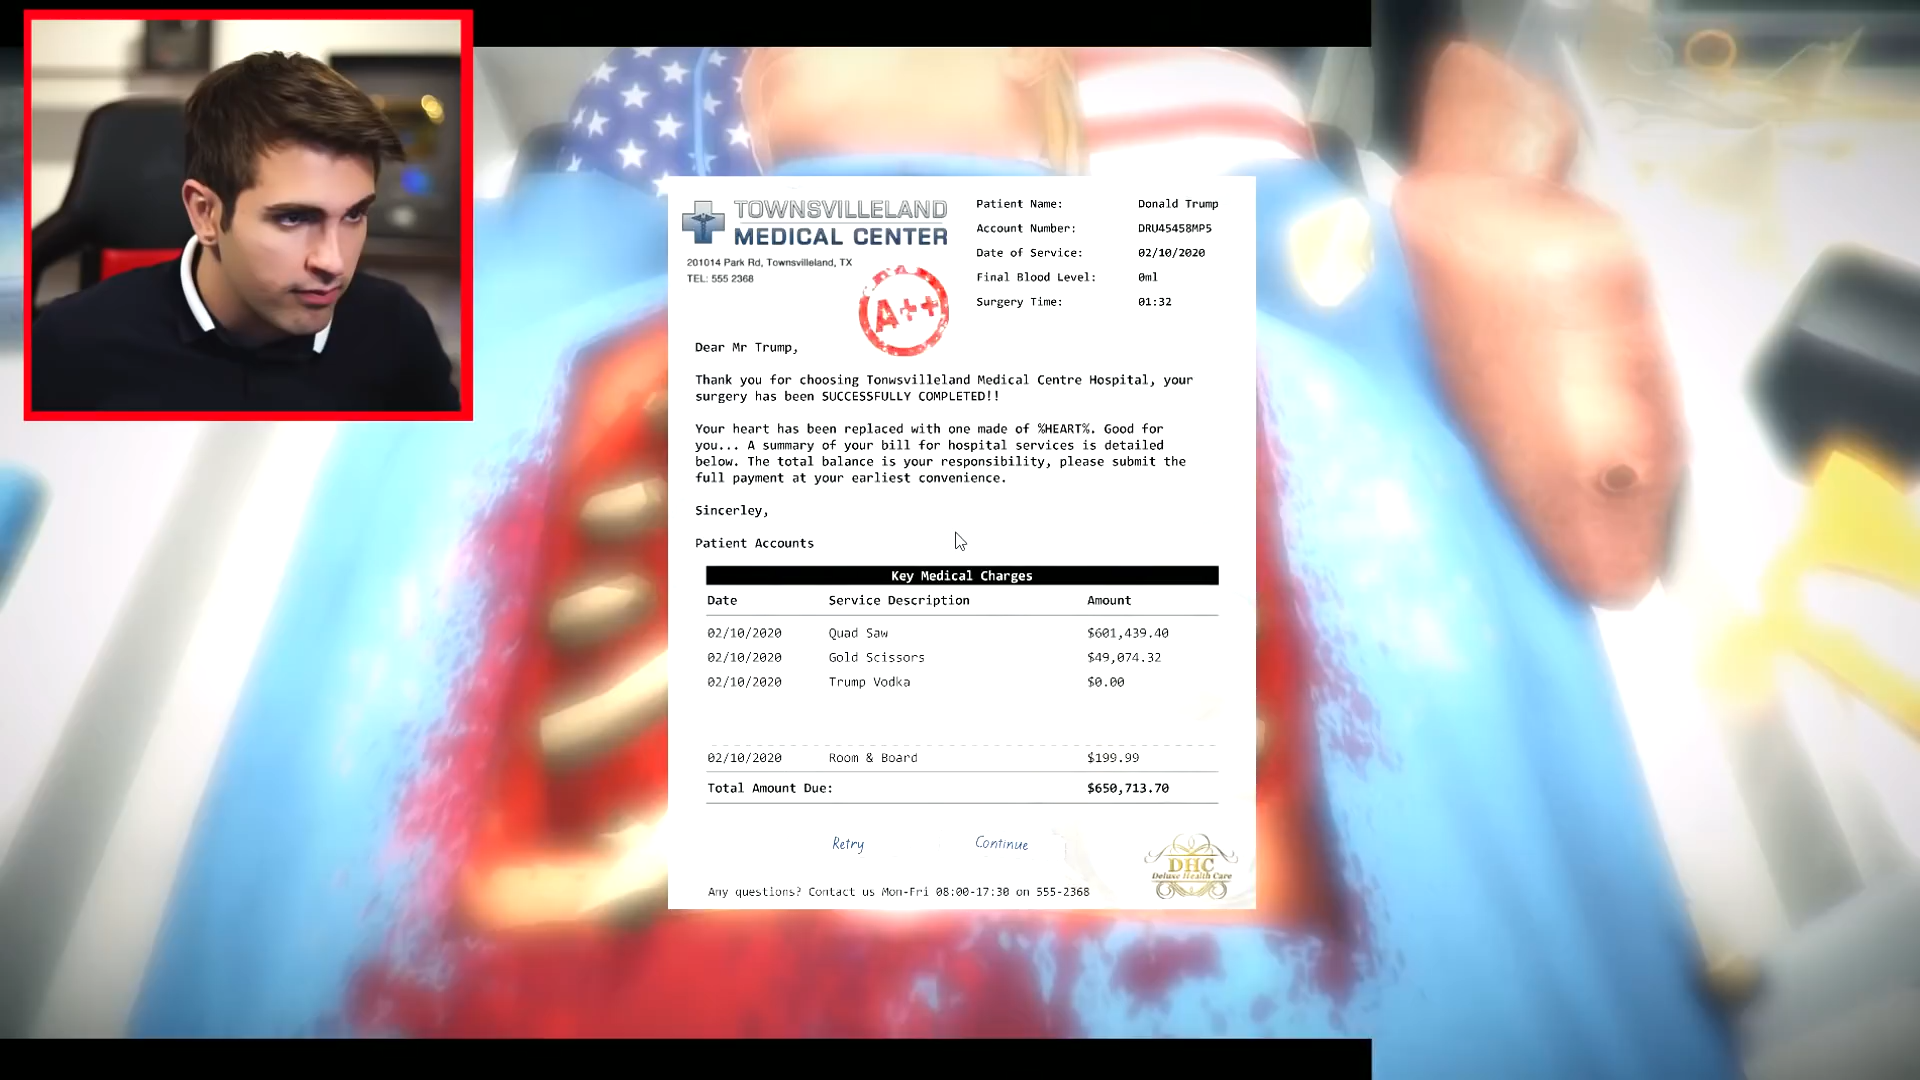 TOWNSVILLELAND
MEDICAL CENTER
201014 Park Rd, Townsvilleland, TX
TEL: 555 2368
Patient Name: Donald Trump
Account Number: DRU45458MP5
Date of Service: 02/10/2020
Final Blood Level: 0ml
Surgery Time: 01:32
A++
Dear Mr Trump,
Thank you for choosing Tonwsvilleland Medical Centre Hospital, your
surgery has been SUCCESSFULLY COMPLETED!!
Your heart has been replaced with one made of %HEART%. Good for
you... A summary of your bill for hospital services is detailed
below. The total balance is your responsibility, please submit the
full payment at your earliest convenience.
Sincerley,
Patient Accounts
Key Medical Charges
Date Service Description Amount
02/10/2020 Quad Saw $601,439.40
02/10/2020 Gold Scissors $49,074.32
02/10/2020 Trump Vodka $0.00
02/10/2020 Room & Board $199.99
Total Amount Due: $650,713.70
Retry Continue
DHC
Deluxe Health Care
Any questions? Contact us Mon-Fri 08:00-17:30 on 555-2368